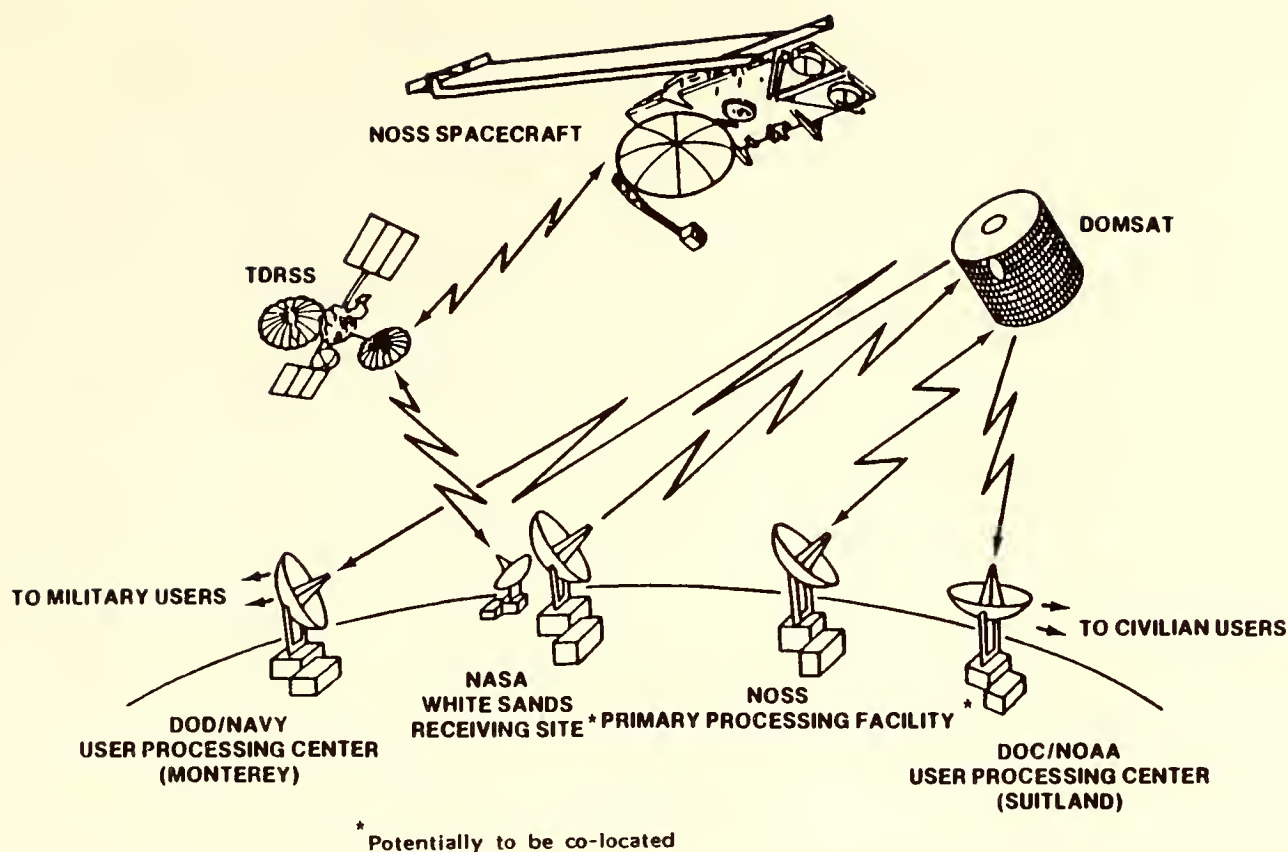 NOSS SPACECRAFT
DOMSAT
TDRSS
TO MILITARY USERS
TO CIVILIAN USERS
DOD/NAVY
USER PROCESSING CENTER
(MONTEREY)
NASA
WHITE SANDS
RECEIVING SITE *
NOSS
PRIMARY PROCESSING FACILITY *
DOC/NOAA
USER PROCESSING CENTER
(SUITLAND)
* Potentially to be co-located